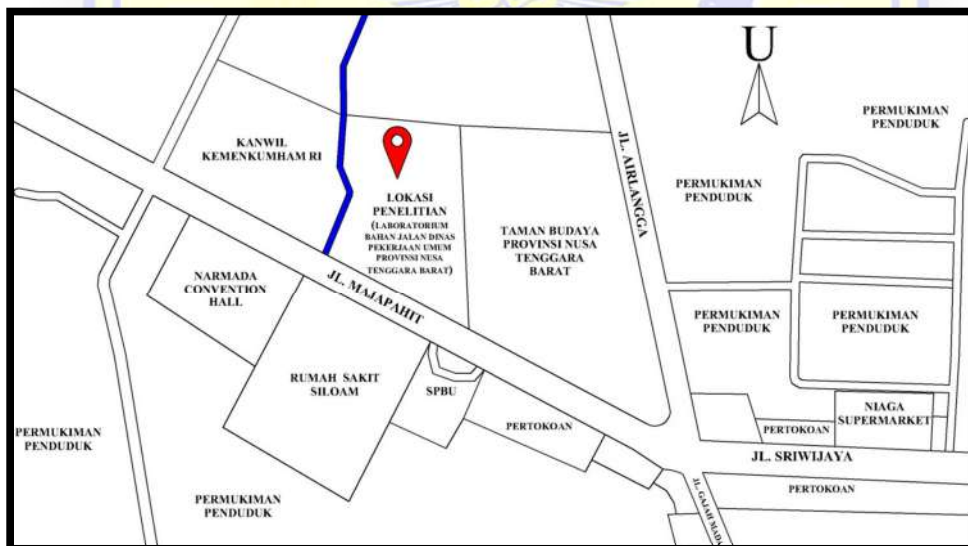 U
PERMUKIMAN
PENDUDUK
KANWIL
KEMENKUMHAM RI
JL. AIRLANGGA
PERMUKIMAN
PENDUDUK
LOKASI
PENELITIAN
(LABORATORIUM
BAHAN JALAN DINAS
PEKERJAAN UMUM
PROVINSI NUSA
TENGGARA BARAT)
TAMAN BUDAYA
PROVINSI NUSA
TENGGARA
BARAT
NARMADA
CONVENTION
HALL
JL. MAJAPAHIT
PERMUKIMAN
PENDUDUK
PERMUKIMAN
PENDUDUK
RUMAH SAKIT
SILOAM
SPBU
NIAGA
SUPERMARKET
PERTOKOAN
PERTOKOAN
PERMUKIMAN
PENDUDUK
JL. SRIWIJAYA
PERMUKIMAN
PENDUDUK
JL. GAJAH MADA
PERTOKOAN